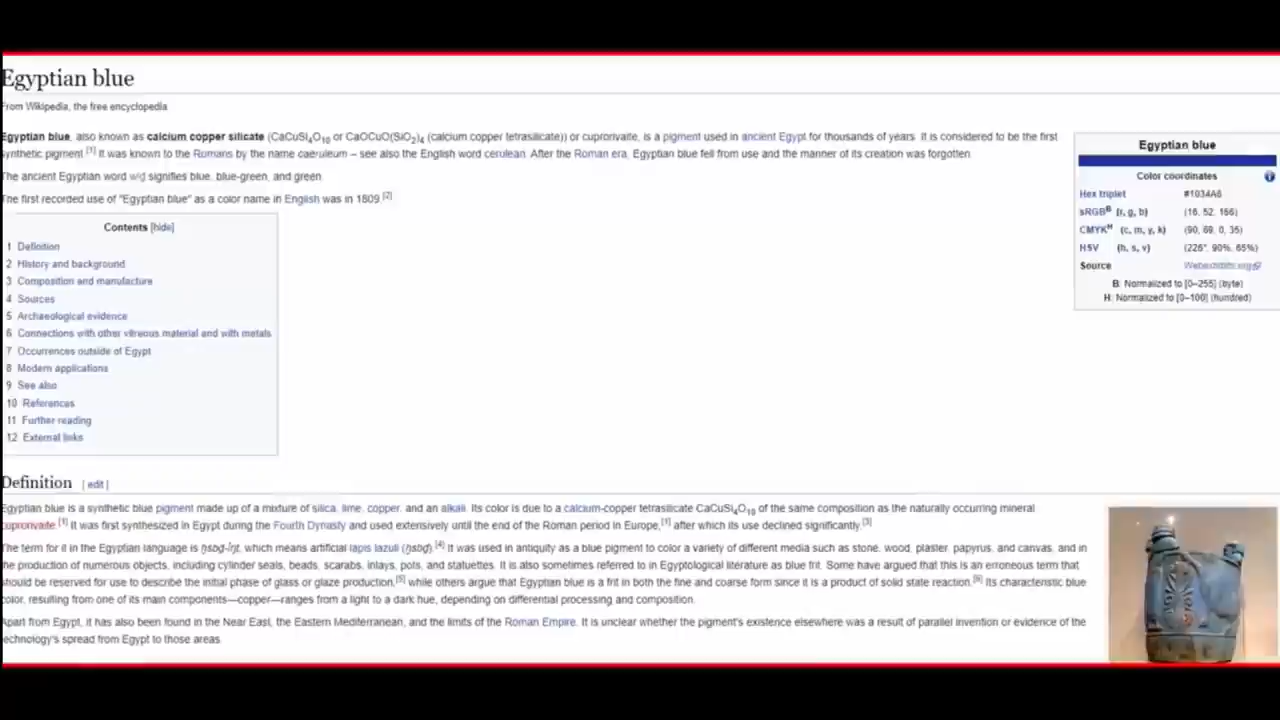 Egyptian blue
From Wikipedia, the free encyclopedia
Egyptian blue, also known as calcium copper silicate (CaCuSi4O10 or CaOCuO(SiO2)4 (calcium copper tetrasilicate)) or cuprorivaite, is a pigment used in ancient Egypt for thousands of years. It is considered to be the first
synthetic pigment.[1] It was known to the Romans by the name caeruleum – see also the English word cerulean. After the Roman era, Egyptian blue fell from use and the manner of its creation was forgotten.
The ancient Egyptian word wꜣḏ signifies blue, blue-green, and green.
The first recorded use of "Egyptian blue" as a color name in English was in 1809.[2]
Egyptian blue
Color coordinates
Hex triplet #1034A6
sRGBB (r, g, b) (16, 52, 166)
CMYKH (c, m, y, k) (90, 69, 0, 35)
HSV (h, s, v) (226°, 90%, 65%)
Source
B: Normalized to [0–255] (byte)
H: Normalized to [0–100] (hundred)
Contents [hide]
1 Definition
2 History and background
3 Composition and manufacture
4 Sources
5 Archaeological evidence
6 Connections with other vitreous material and with metals
7 Occurrences outside of Egypt
8 Modern applications
9 See also
10 References
11 Further reading
12 External links
Definition [ edit ]
Egyptian blue is a synthetic blue pigment made up of a mixture of silica, lime, copper, and an alkali. Its color is due to a calcium-copper tetrasilicate CaCuSi4O10 of the same composition as the naturally occurring mineral
cuprorivaite.[1] It was first synthesized in Egypt during the Fourth Dynasty and used extensively until the end of the Roman period in Europe,[1] after which its use declined significantly.[3]
The term for it in the Egyptian language is ḫsbḏ-ỉrjt, which means artificial lapis lazuli (ḫsbḏ).[4] It was used in antiquity as a blue pigment to color a variety of different media such as stone, wood, plaster, papyrus, and canvas, and in
the production of numerous objects, including cylinder seals, beads, scarabs, inlays, pots, and statuettes. It is also sometimes referred to in Egyptological literature as blue frit. Some have argued that this is an erroneous term that
should be reserved for use to describe the initial phase of glass or glaze production,[5] while others argue that Egyptian blue is a frit in both the fine and coarse form since it is a product of solid state reaction.[6] Its characteristic blue
color, resulting from one of its main components—copper—ranges from a light to a dark hue, depending on differential processing and composition.
Apart from Egypt, it has also been found in the Near East, the Eastern Mediterranean, and the limits of the Roman Empire. It is unclear whether the pigment's existence elsewhere was a result of parallel invention or evidence of the
technology's spread from Egypt to those areas.